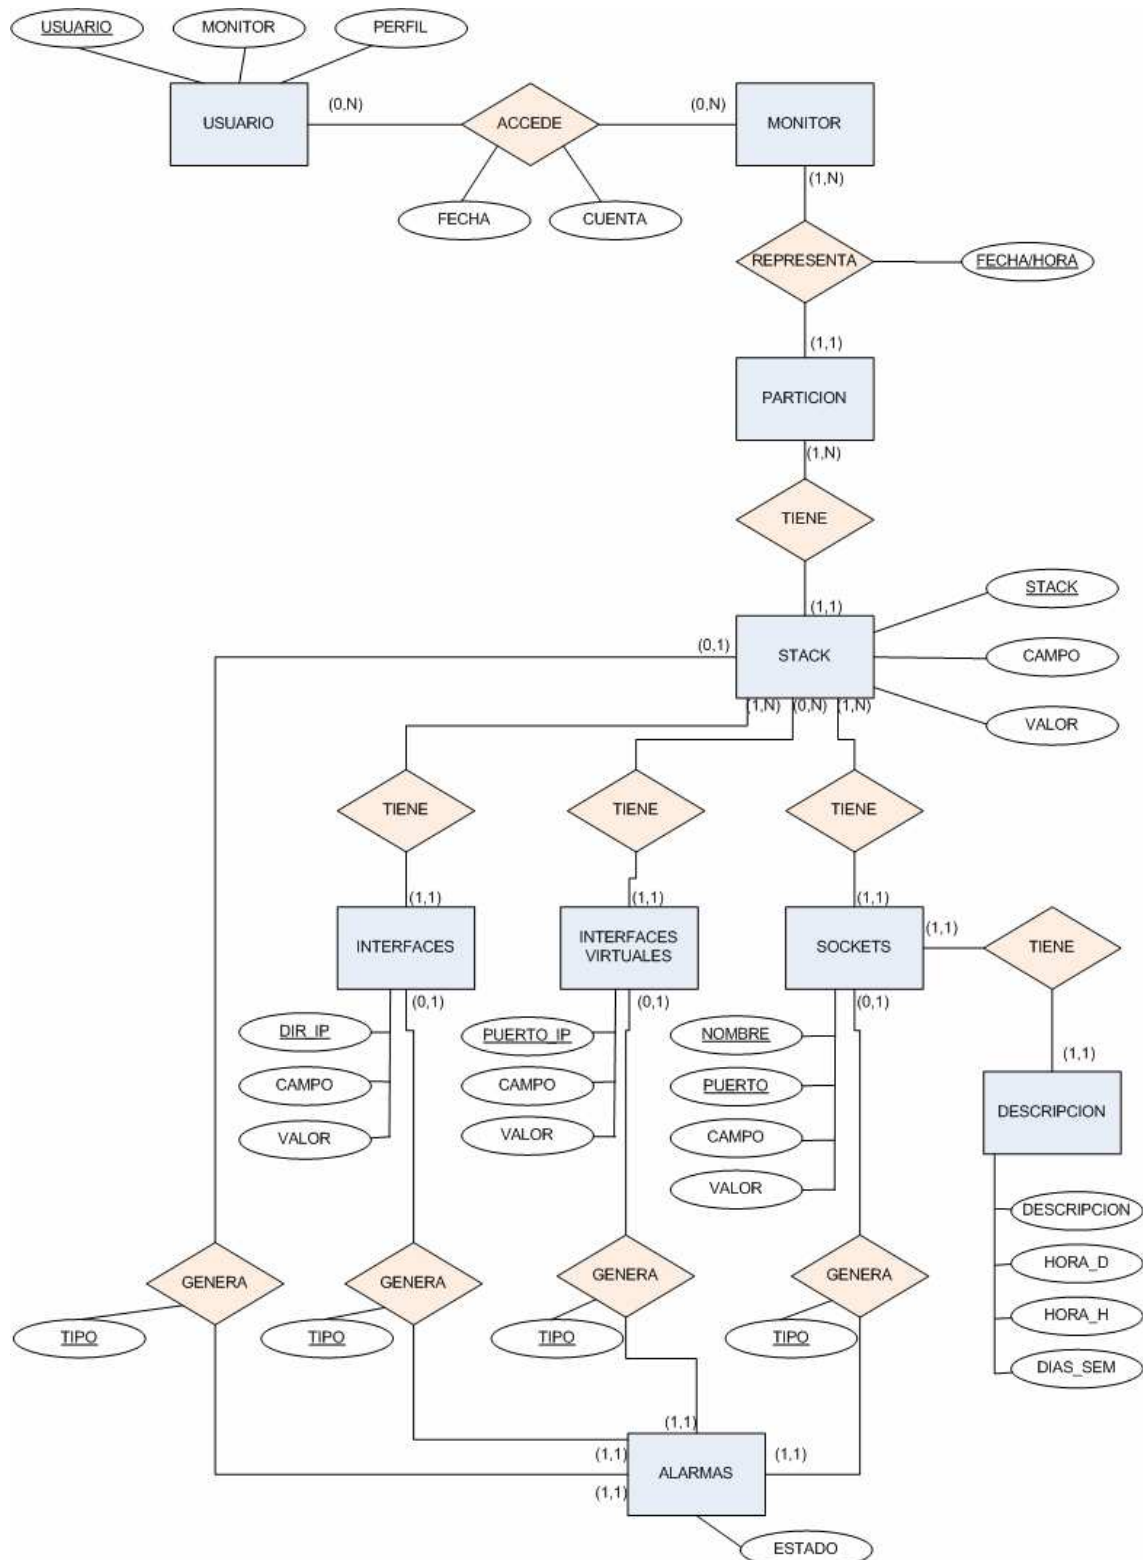 USUARIO
MONITOR
PERFIL
USUARIO
(0,N)
ACCEDE
(0,N)
MONITOR
FECHA
CUENTA
(1,N)
REPRESENTA
FECHA/HORA
(1,1)
PARTICION
(1,N)
TIENE
(1,1)
STACK
(0,1)
STACK
CAMPO
VALOR
(1,N)
(0,N)
(1,N)
TIENE
TIENE
TIENE
(1,1)
(1,1)
(1,1)
INTERFACES
INTERFACES
VIRTUALES
SOCKETS
(1,1)
TIENE
(0,1)
(0,1)
(0,1)
DIR_IP
CAMPO
VALOR
PUERTO_IP
CAMPO
VALOR
NOMBRE
PUERTO
CAMPO
VALOR
(1,1)
DESCRIPCION
DESCRIPCION
HORA_D
HORA_H
DIAS_SEM
GENERA
GENERA
GENERA
GENERA
TIPO
TIPO
TIPO
TIPO
(1,1)
(1,1)
(1,1)
(1,1)
ALARMAS
ESTADO